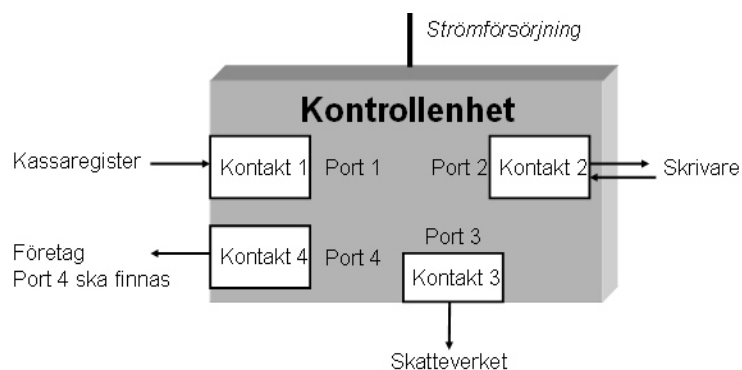 Strömförsörjning
Kontrollenhet
Kassaregister
Kontakt 1
Port 1
Port 2
Kontakt 2
Skrivare
Företag
Port 4 ska finnas
Kontakt 4
Port 4
Port 3
Kontakt 3
Skatteverket